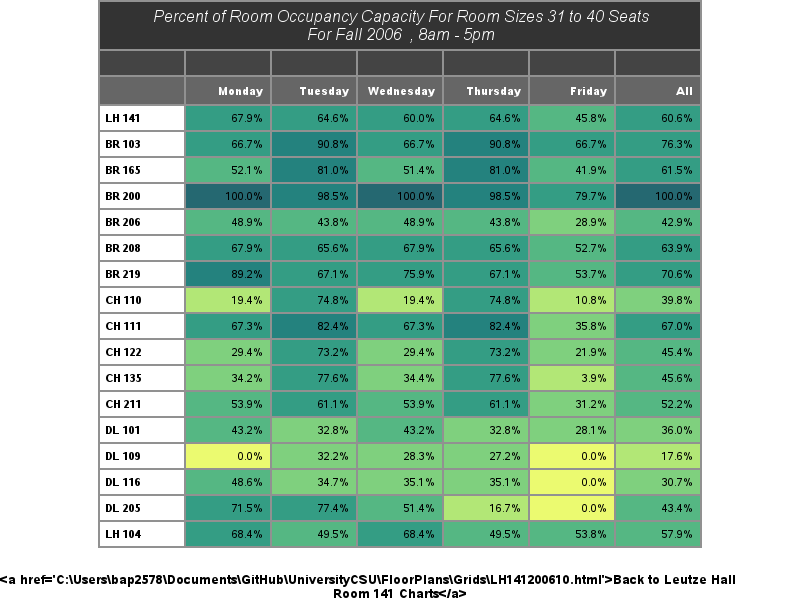 Percent of Room Occupancy Capacity For Room Sizes 31 to 40 Seats
For Fall 2006 , 8am - 5pm
Monday Tuesday Wednesday Thursday Friday All
LH 141 67.9% 64.6% 60.0% 64.6% 45.8% 60.6%
BR 103 66.7% 90.8% 66.7% 90.8% 66.7% 76.3%
BR 165 52.1% 81.0% 51.4% 81.0% 41.9% 61.5%
BR 200 100.0% 98.5% 100.0% 98.5% 79.7% 100.0%
BR 206 48.9% 43.8% 48.9% 43.8% 28.9% 42.9%
BR 208 67.9% 65.6% 67.9% 65.6% 52.7% 63.9%
BR 219 89.2% 67.1% 75.9% 67.1% 53.7% 70.6%
CH 110 19.4% 74.8% 19.4% 74.8% 10.8% 39.8%
CH 111 67.3% 82.4% 67.3% 82.4% 35.8% 67.0%
CH 122 29.4% 73.2% 29.4% 73.2% 21.9% 45.4%
CH 135 34.2% 77.6% 34.4% 77.6% 3.9% 45.6%
CH 211 53.9% 61.1% 53.9% 61.1% 31.2% 52.2%
DL 101 43.2% 32.8% 43.2% 32.8% 28.1% 36.0%
DL 109 0.0% 32.2% 28.3% 27.2% 0.0% 17.6%
DL 116 48.6% 34.7% 35.1% 35.1% 0.0% 30.7%
DL 205 71.5% 77.4% 51.4% 16.7% 0.0% 43.4%
LH 104 68.4% 49.5% 68.4% 49.5% 53.8% 57.9%
<a href='C:\Users\bap2578\Documents\GitHub\UniversityCSU\FloorPlans\Grids\LH141200610.html'>Back to Leutze Hall
Room 141 Charts</a>